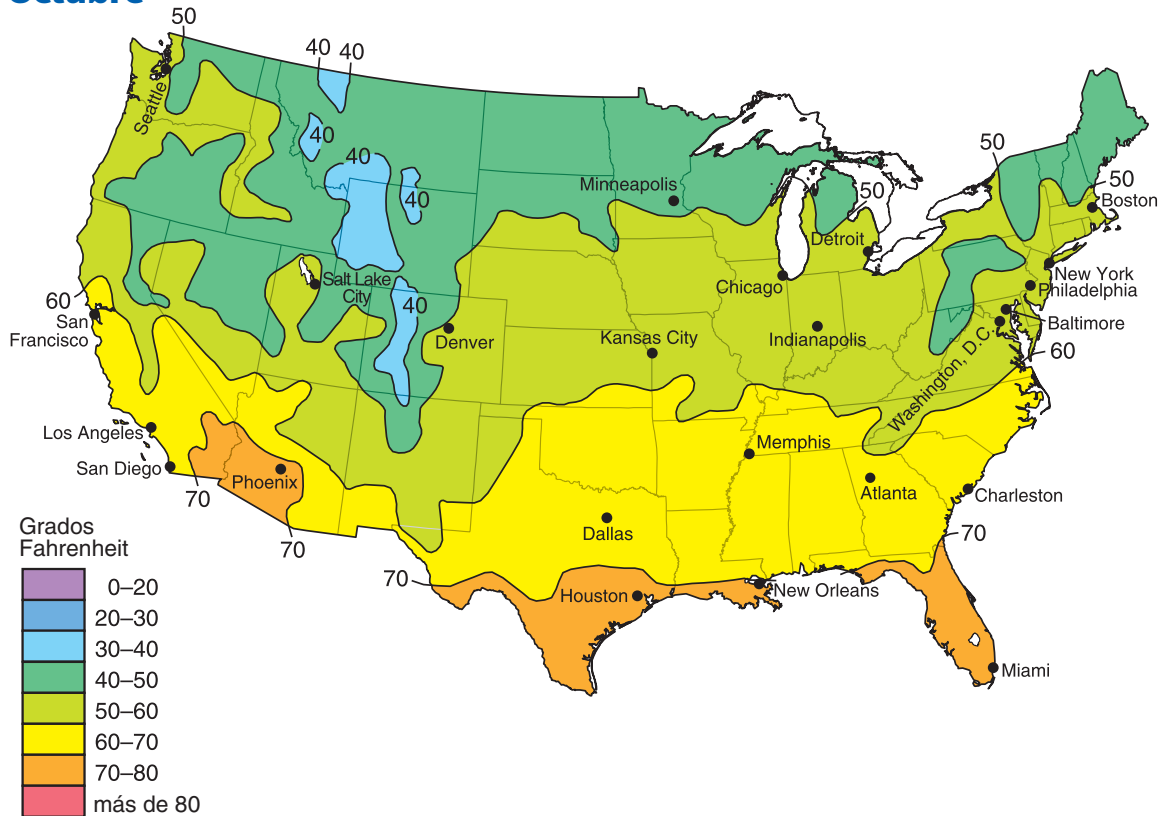 Octubre
50
40 40
Seattle
40
40
40
50
Minneapolis
50
50
Boston
Detroit
Salt Lake
City
60
San
Francisco
40
Chicago
New York
Philadelphia
Denver
Kansas City
Indianapolis
Baltimore
Washington, D.C.
60
Los Angeles
Memphis
San Diego
Phoenix
70
Atlanta
Charleston
Dallas
70
70
70
Houston
New Orleans
Miami
Grados
Fahrenheit
0–20
20–30
30–40
40–50
50–60
60–70
70–80
más de 80